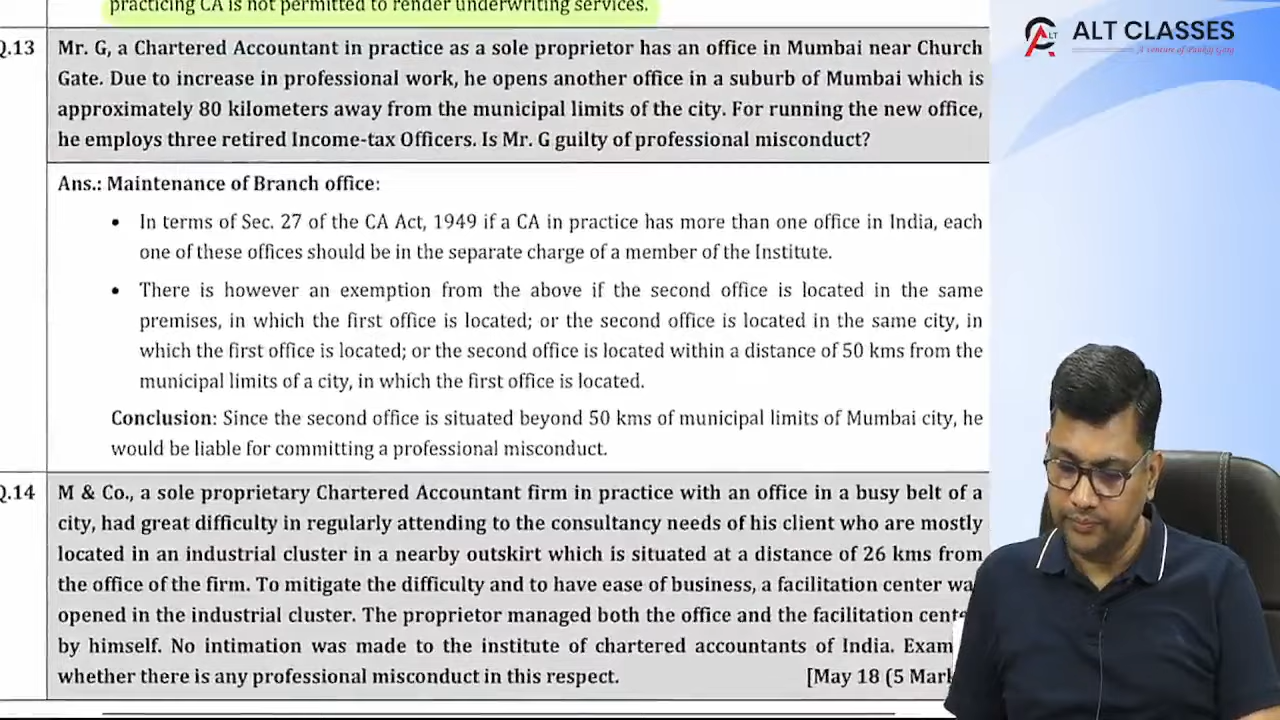 practicing CA is not permitted to render underwriting services.
ALT CLASSES
A venture of Pankaj Garg
Q.13
Mr. G, a Chartered Accountant in practice as a sole proprietor has an office in Mumbai near Church
Gate. Due to increase in professional work, he opens another office in a suburb of Mumbai which is
approximately 80 kilometers away from the municipal limits of the city. For running the new office,
he employs three retired Income-tax Officers. Is Mr. G guilty of professional misconduct?
Ans.: Maintenance of Branch office:
• In terms of Sec. 27 of the CA Act, 1949 if a CA in practice has more than one office in India, each
one of these offices should be in the separate charge of a member of the Institute.
• There is however an exemption from the above if the second office is located in the same
premises, in which the first office is located; or the second office is located in the same city, in
which the first office is located; or the second office is located within a distance of 50 kms from the
municipal limits of a city, in which the first office is located.
Conclusion: Since the second office is situated beyond 50 kms of municipal limits of Mumbai city, he
would be liable for committing a professional misconduct.
Q.14
M & Co., a sole proprietary Chartered Accountant firm in practice with an office in a busy belt of a
city, had great difficulty in regularly attending to the consultancy needs of his client who are mostly
located in an industrial cluster in a nearby outskirt which is situated at a distance of 26 kms from
the office of the firm. To mitigate the difficulty and to have ease of business, a facilitation center wa
opened in the industrial cluster. The proprietor managed both the office and the facilitation cente
by himself. No intimation was made to the institute of chartered accountants of India. Exam
whether there is any professional misconduct in this respect. [May 18 (5 Mar